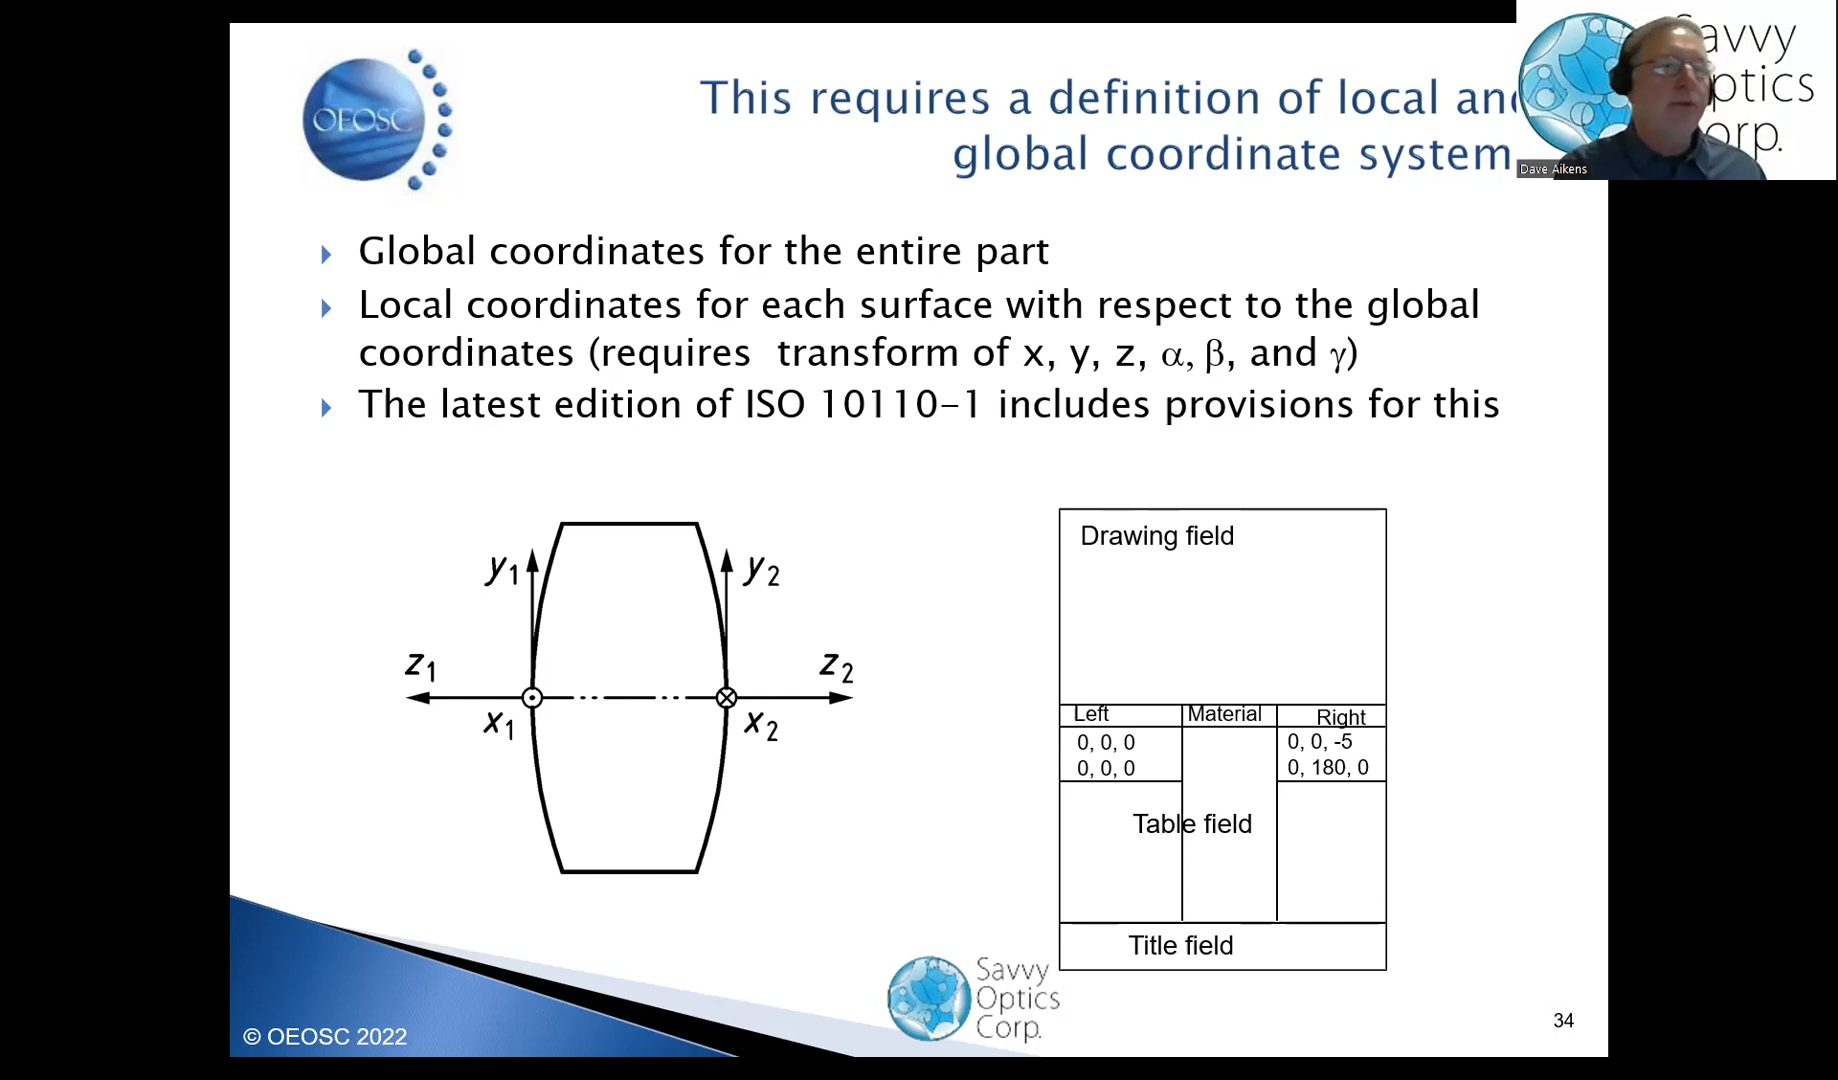 OEOSC
This requires a definition of local and
global coordinate system
Savvy
Optics
Corp.
Dave Aikens
Global coordinates for the entire part
Local coordinates for each surface with respect to the global
coordinates (requires transform of x, y, z, α, β, and γ)
The latest edition of ISO 10110-1 includes provisions for this
y1
y2
z1
z2
x1
x2
Drawing field
Left Material Right
0, 0, 0 0, 0, -5
0, 0, 0 0, 180, 0
Table field
Title field
Savvy
Optics
Corp.
© OEOSC 2022
34